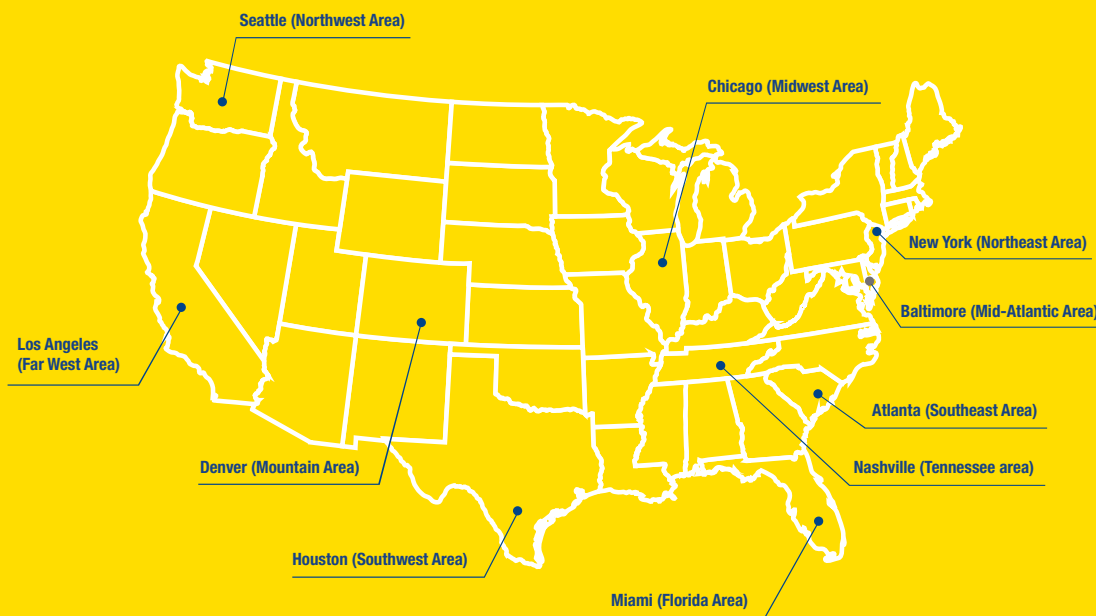 Seattle (Northwest Area)
Chicago (Midwest Area)
New York (Northeast Area)
Baltimore (Mid-Atlantic Area)
Los Angeles
(Far West Area)
Atlanta (Southeast Area)
Denver (Mountain Area)
Nashville (Tennessee area)
Houston (Southwest Area)
Miami (Florida Area)